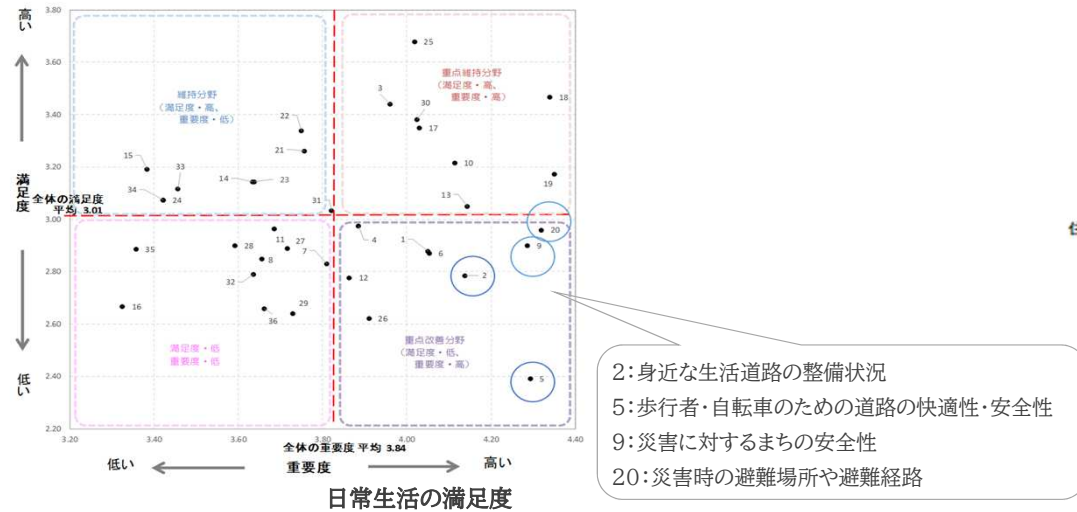 高い
3.80
3.60
3.40
3.20
3.00
2.80
2.60
2.40
2.20
3.20
3.40
3.60
3.80
4.00
4.20
4.40
満足度
低い
全体の満足度
平均 3.01
維持分野
(満足度・高、
重要度・低)
重点維持分野
(満足度・高、
重要度・高)
25
3
30
17
18
22
21
10
15
33
14
23
19
34
24
31
13
20
4
1
6
9
11
27
28
7
35
8
12
2
32
16
29
36
26
5
満足度・低
重要度・低
重点改善分野
(満足度・低、
重要度・高)
全体の重要度 平均 3.84
低い
重要度
高い
日常生活の満足度
2:身近な生活道路の整備状況
5:歩行者・自転車のための道路の快適性・安全性
9:災害に対するまちの安全性
20:災害時の避難場所や避難経路